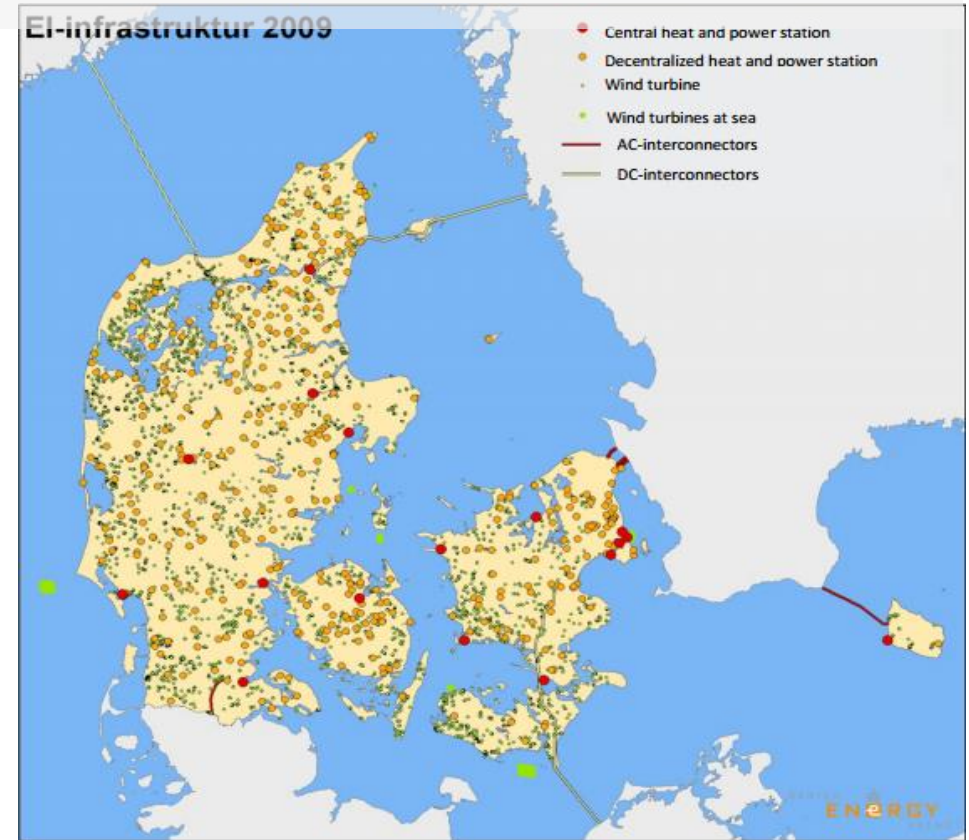 El-infrastruktur 2009
Central heat and power station
Decentralized heat and power station
Wind turbine
Wind turbines at sea
AC-interconnectors
DC-interconnectors
ENERGY